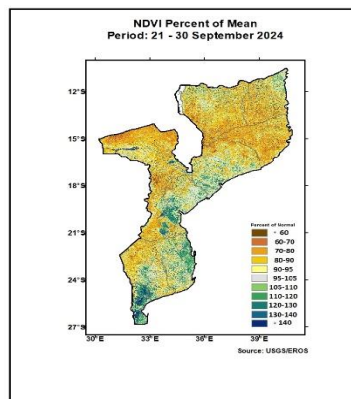 NDVI Percent of Mean
Period: 21 - 30 September 2024
12°S
15°S
18°S
21°S
24°S
27°S
30°E
33°E
36°E
39°E
Percent of Normal
- 60
60-70
70-80
80-90
90-95
95-105
105-110
110-120
120-130
130-140
- 140
Source: USGS/EROS